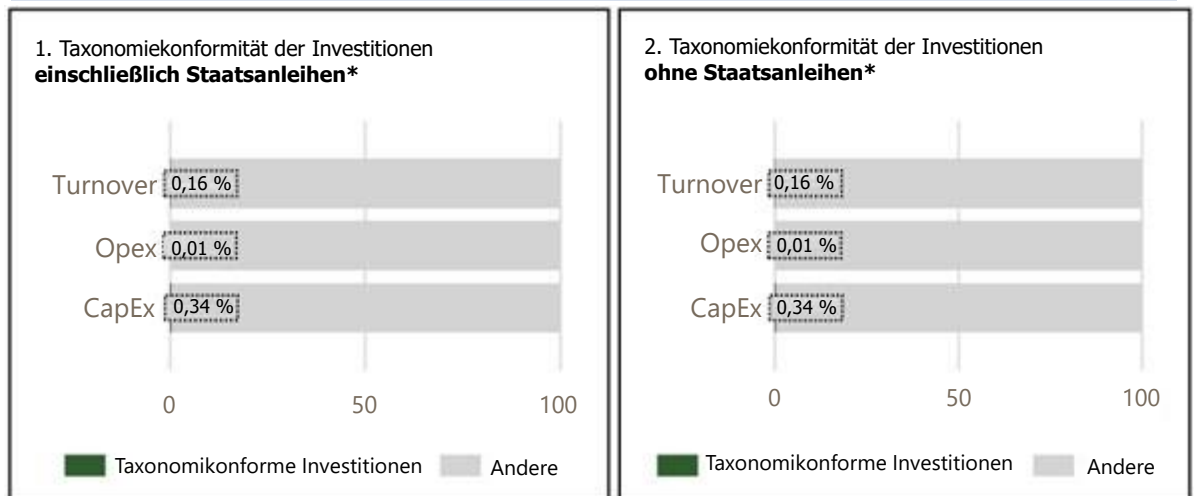 1. Taxonomiekonformität der Investitionen
einschließlich Staatsanleihen*
Turnover 0,16 %
Opex 0,01 %
CapEx 0,34 %
0 50 100
Taxonomikonforme Investitionen Andere
2. Taxonomiekonformität der Investitionen
ohne Staatsanleihen*
Turnover 0,16 %
Opex 0,01 %
CapEx 0,34 %
0 50 100
Taxonomikonforme Investitionen Andere